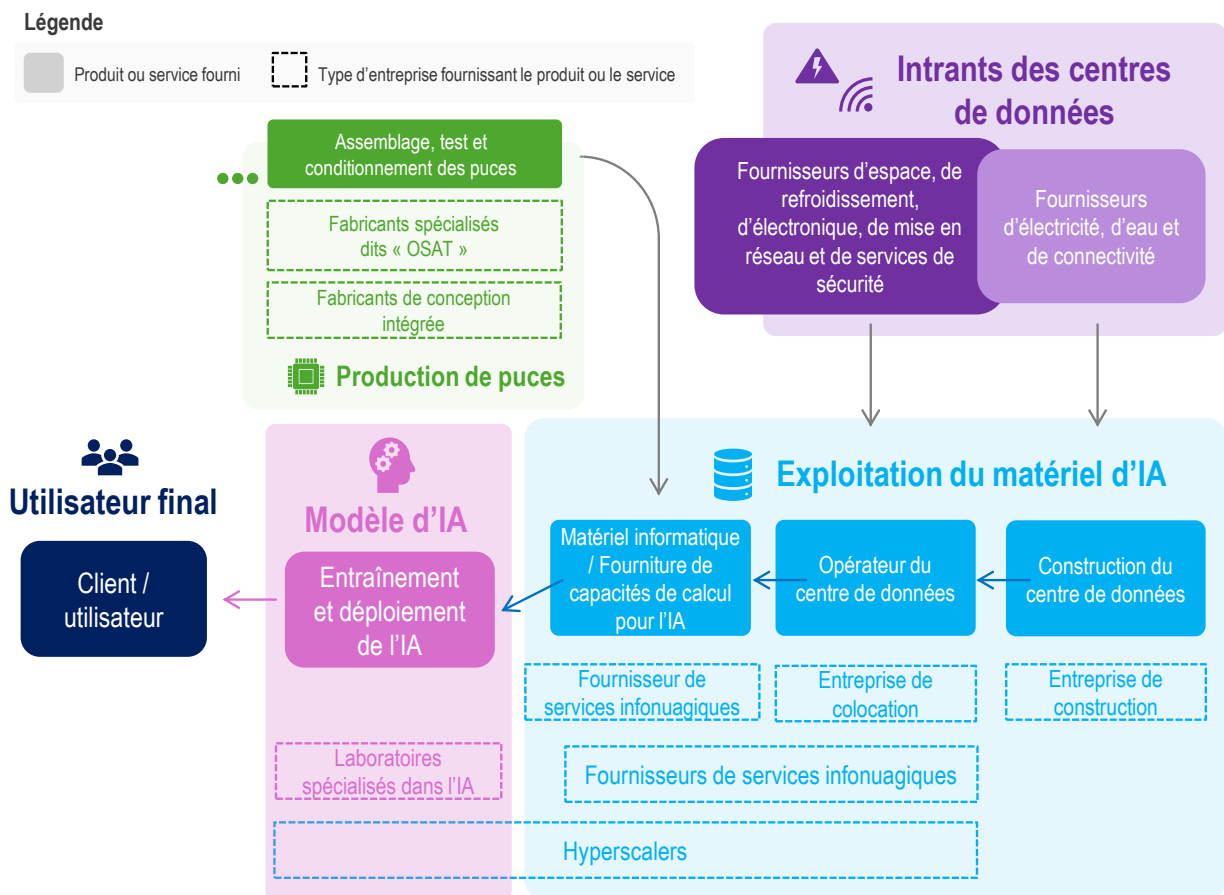 Légende
Produit ou service fourni
Type d'entreprise fournissant le produit ou le service
Intrants des centres
de données
Fournisseurs d'espace, de
refroidissement,
d'électronique, de mise en
réseau et de services de
sécurité
Fournisseurs
d'électricité, d'eau et
de connectivité
Assemblage, test et
conditionnement des puces
Fabricants spécialisés
dits « OSAT »
Fabricants de conception
intégrée
Production de puces
Utilisateur final
Client /
utilisateur
Modèle d'IA
Entraînement
et déploiement
de l'IA
Laboratoires
spécialisés dans l'IA
Exploitation du matériel d'IA
Matériel informatique
/ Fourniture de
capacités de calcul
pour l'IA
Opérateur du
centre de données
Construction du
centre de données
Fournisseur de
services infonuagiques
Entreprise de
colocation
Entreprise de
construction
Fournisseurs de services infonuagiques
Hyperscalers